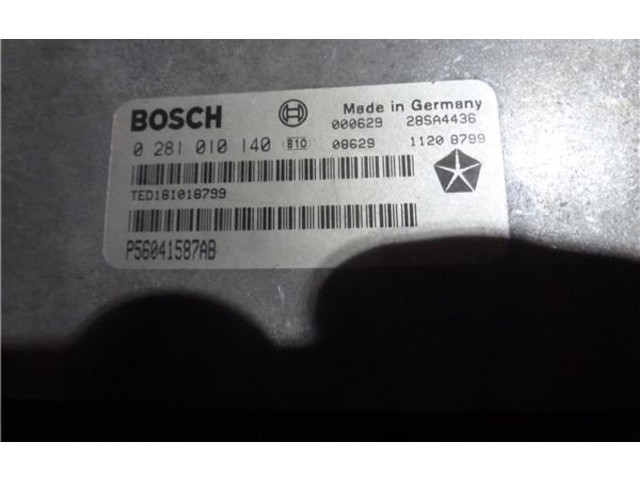 BOSCH Made in Germany
000629 28SA4436
0 281 010 140 810 08629 1120 8799
TED181018799
P56041587AB